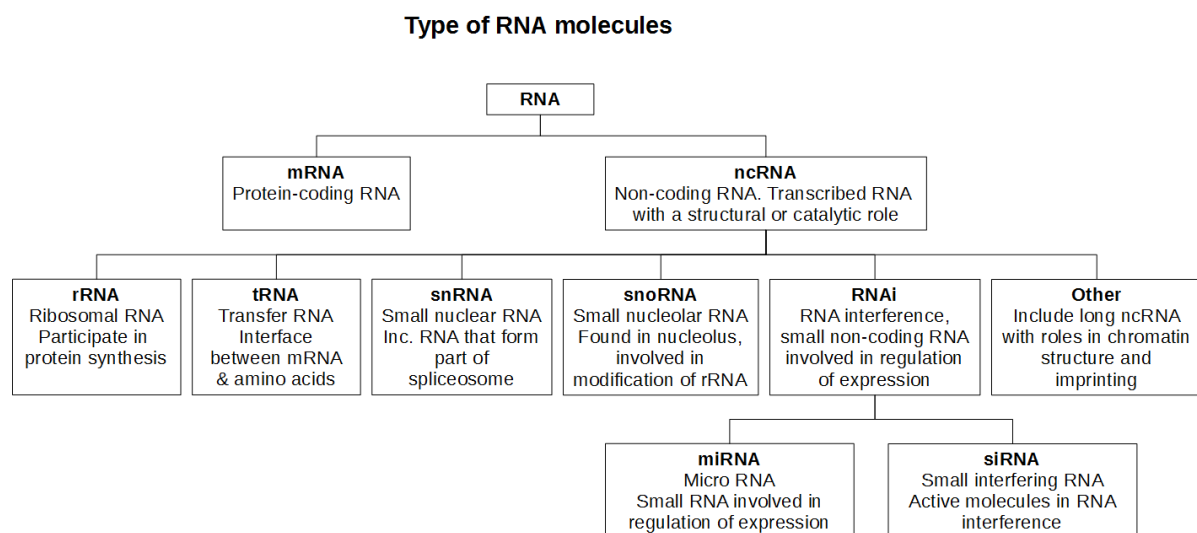 Type of RNA molecules
RNA
mRNA
Protein-coding RNA
ncRNA
Non-coding RNA. Transcribed RNA
with a structural or catalytic role
rRNA
Ribosomal RNA
Participate in
protein synthesis
tRNA
Transfer RNA
Interface
between mRNA
& amino acids
snRNA
Small nuclear RNA
Inc. RNA that form
part of
spliceosome
snoRNA
Small nucleolar RNA
Found in nucleolus,
involved in
modification of rRNA
RNAi
RNA interference,
small non-coding RNA
involved in regulation
of expression
Other
Include long ncRNA
with roles in chromatin
structure and
imprinting
miRNA
Micro RNA
Small RNA involved in
regulation of expression
siRNA
Small interfering RNA
Active molecules in RNA
interference